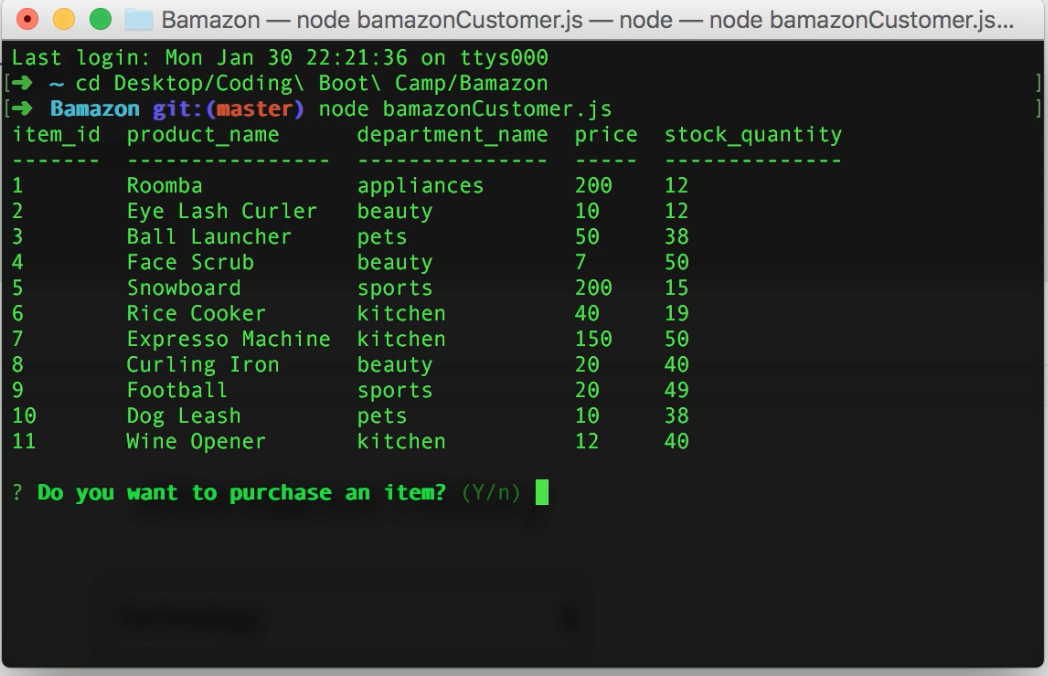 Bamazon — node bamazonCustomer.js — node — node bamazonCustomer.js...
Last login: Mon Jan 30 22:21:36 on ttys000
[➜ ~ cd Desktop/Coding\ Boot\ Camp/Bamazon ]
[➜ Bamazon git:(master) node bamazonCustomer.js ]
item_id  product_name      department_name  price  stock_quantity
-------  ----------------  ---------------  -----  --------------
1        Roomba            appliances       200    12
2        Eye Lash Curler   beauty           10     12
3        Ball Launcher     pets             50     38
4        Face Scrub        beauty           7      50
5        Snowboard         sports           200    15
6        Rice Cooker       kitchen          40     19
7        Expresso Machine  kitchen          150    50
8        Curling Iron      beauty           20     40
9        Football          sports           20     49
10       Dog Leash         pets             10     38
11       Wine Opener       kitchen          12     40
? Do you want to purchase an item? (Y/n)